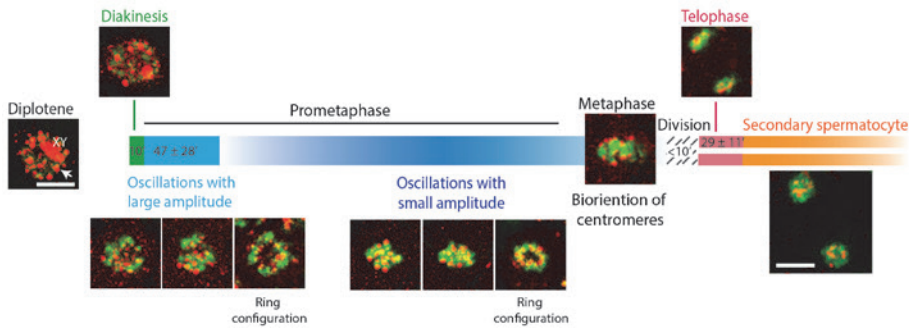 Diakinesis
Telophase
Diplotene
XY
Prometaphase
Metaphase
Division
<10'
Secondary spermatocyte
47 ± 28'
29 ± 11'
Oscillations with
large amplitude
Oscillations with
small amplitude
Bioriention of
centromeres
Ring
configuration
Ring
configuration